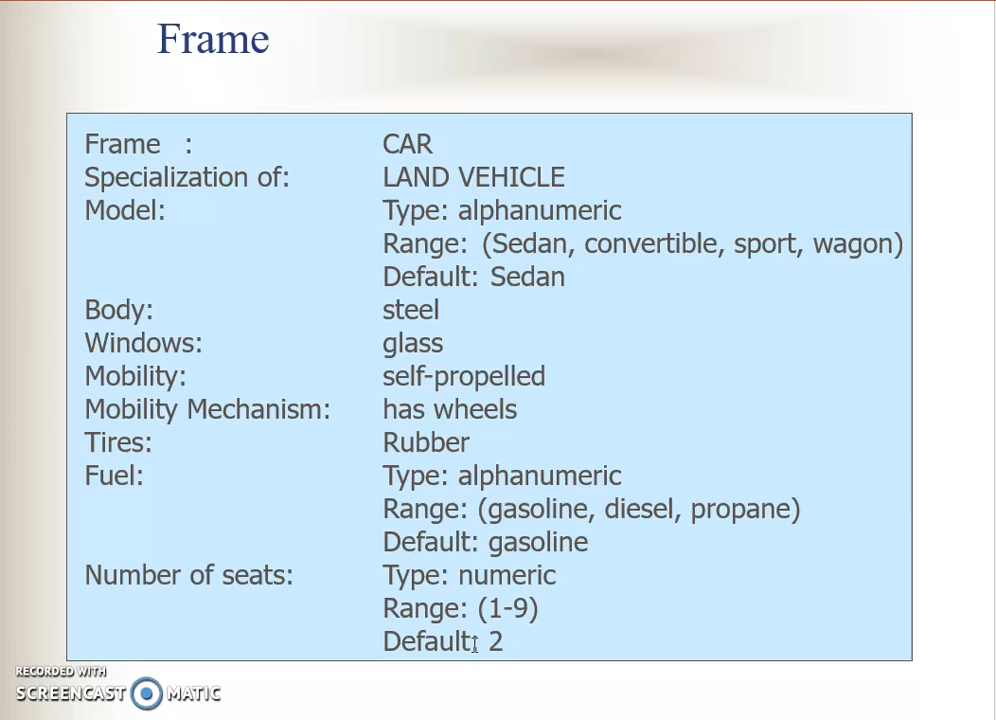 Frame
Frame : CAR
Specialization of: LAND VEHICLE
Model: Type: alphanumeric
Range: (Sedan, convertible, sport, wagon)
Default: Sedan
Body: steel
Windows: glass
Mobility: self-propelled
Mobility Mechanism: has wheels
Tires: Rubber
Fuel: Type: alphanumeric
Range: (gasoline, diesel, propane)
Default: gasoline
Number of seats: Type: numeric
Range: (1-9)
Default: 2
RECORDED WITH
SCREENCAST MATIC